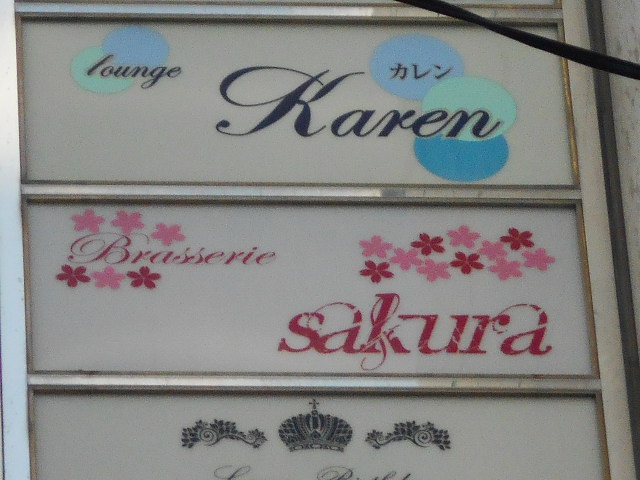 lounge
カレン
Karen
Brasserie
sakura